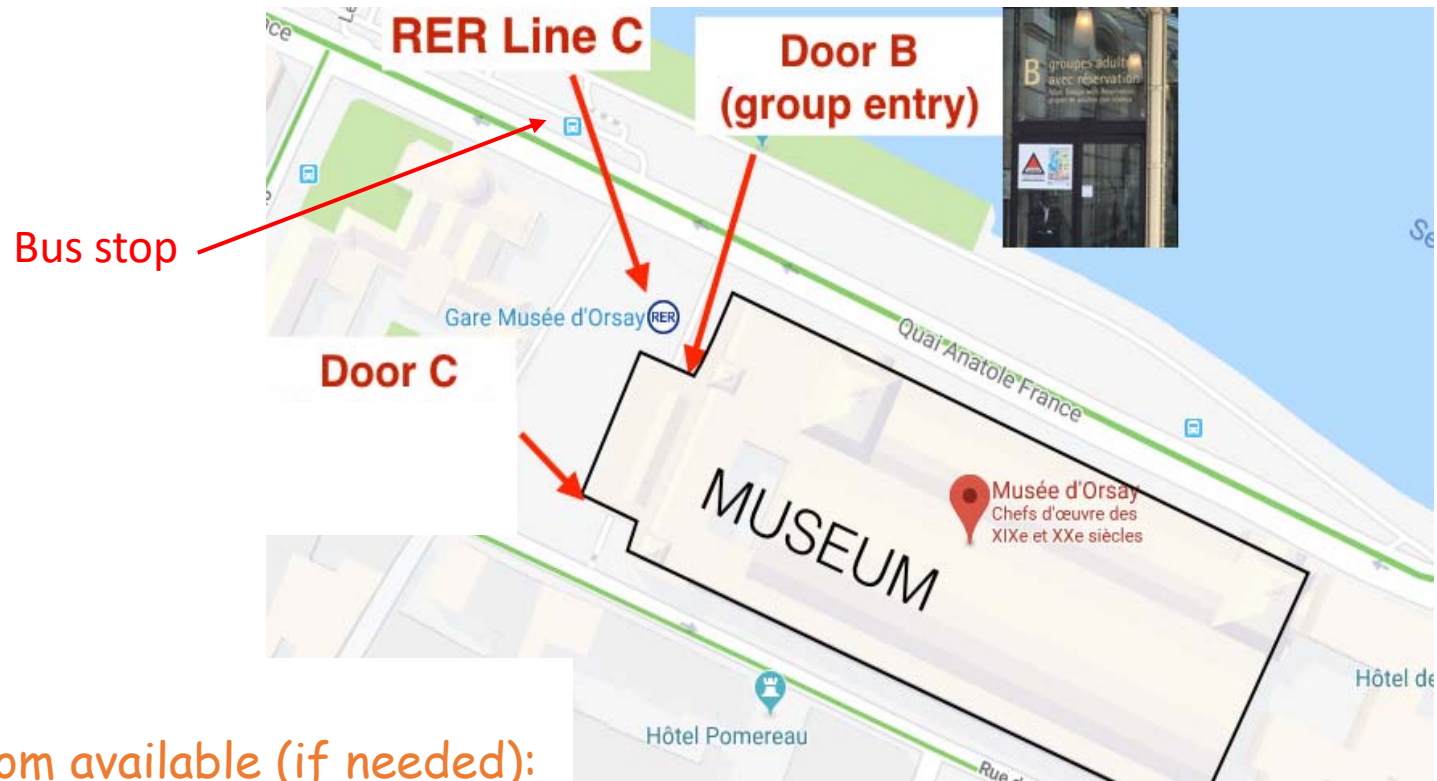 RER Line C
Door B
(group entry)
B groupes adultes
avec réservation
Bus stop
Gare Musée d'Orsay
RER
Door C
Quai Anatole France
MUSEUM
Musée d'Orsay
Chefs d'œuvre des
XIXe et XXe siècles
Hôtel de
Hôtel Pomereau
om available (if needed):
Rue d